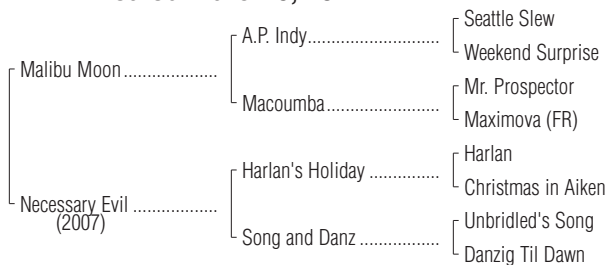 Seattle Slew
A.P. Indy
Weekend Surprise
Malibu Moon
Mr. Prospector
Macoumba
Maximova (FR)
Harlan
Harlan's Holiday
Christmas in Aiken
Necessary Evil
(2007)
Unbridled's Song
Song and Danz
Danzig Til Dawn